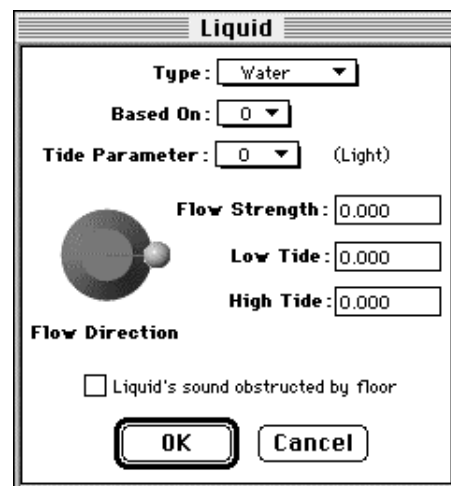 Liquid
Type: Water
Based On: 0
Tide Parameter: 0 (Light)
Flow Strength: 0.000
Low Tide: 0.000
High Tide: 0.000
Flow Direction
Liquid's sound obstructed by floor
OK Cancel